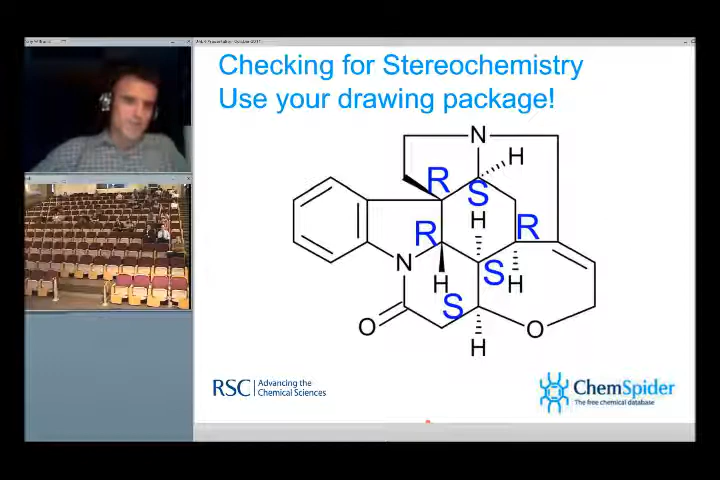 Checking for Stereochemistry
Use your drawing package!
N
H
R
S
H
R
R
N
S
H
H
S
O
O
H
RSC | Advancing the
Chemical Sciences
ChemSpider
The free chemical database